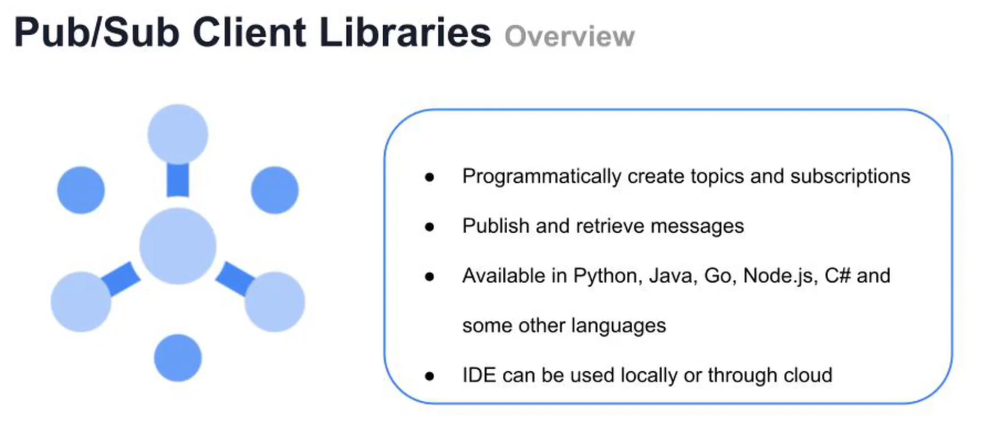 Pub/Sub Client Libraries Overview
● Programmatically create topics and subscriptions
● Publish and retrieve messages
● Available in Python, Java, Go, Node.js, C# and
some other languages
● IDE can be used locally or through cloud